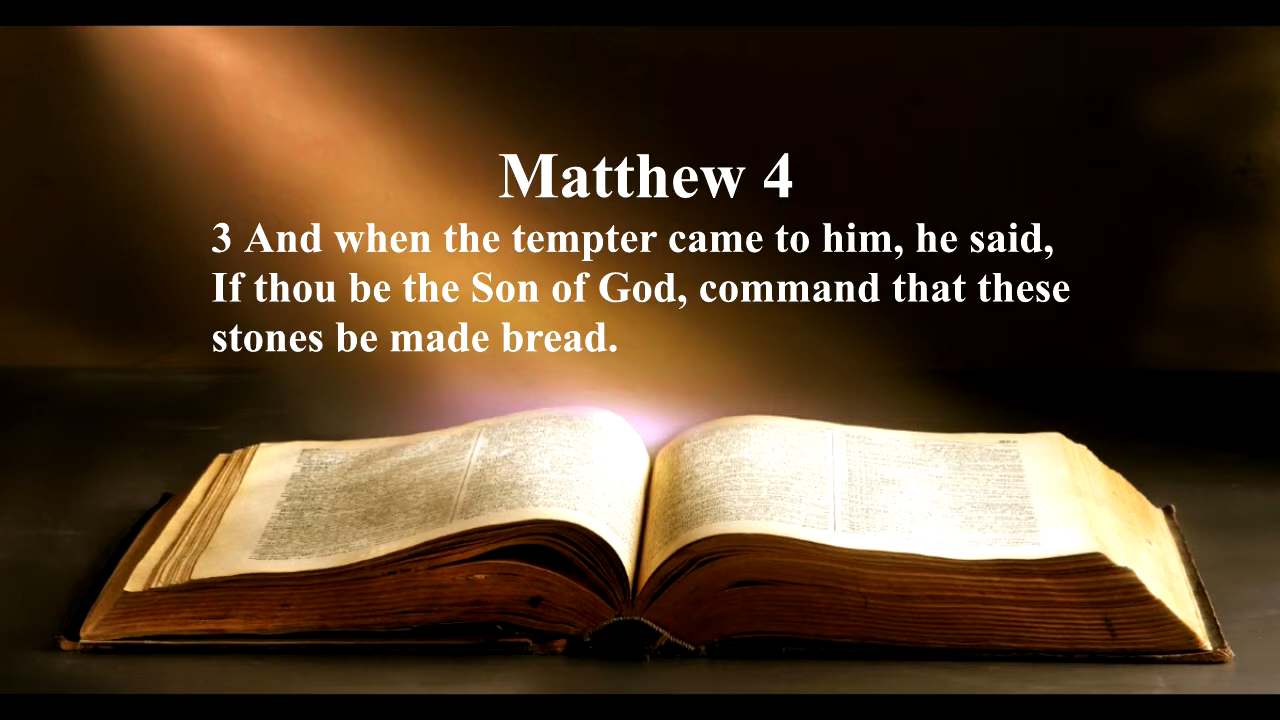 Matthew 4
3 And when the tempter came to him, he said,
If thou be the Son of God, command that these
stones be made bread.